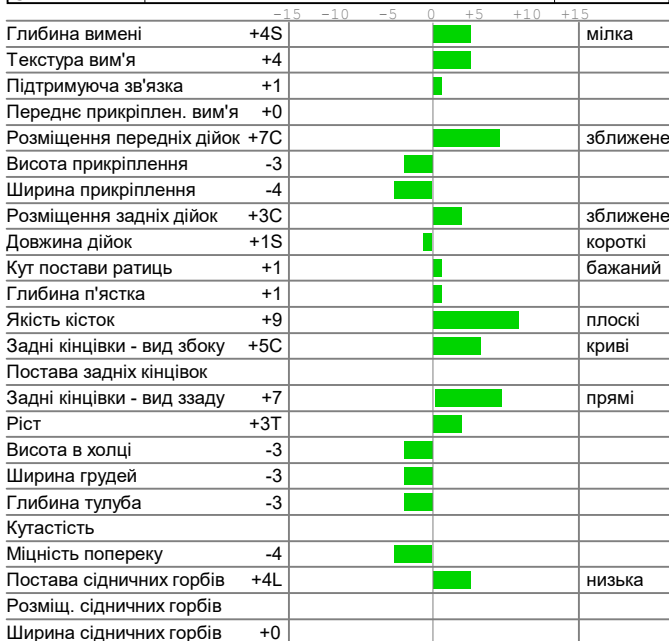 -15 -10 -5 0 +5 +10 +15
Глибина вимені +4S мілка
Текстура вим'я +4
Підтримуюча зв'язка +1
Переднє прикріплен. вим'я +0
Розміщення передніх дійок +7C зближене
Висота прикріплення -3
Ширина прикріплення -4
Розміщення задніх дійок +3C зближене
Довжина дійок +1S короткі
Кут постави ратиць +1 бажаний
Глибина п'ястка +1
Якість кісток +9 плоскі
Задні кінцівки - вид збоку +5C криві
Постава задніх кінцівок
Задні кінцівки - вид ззаду +7 прямі
Ріст +3T
Висота в холці -3
Ширина грудей -3
Глибина тулуба -3
Кутастість
Міцність попереку -4
Постава сідничних горбів +4L низька
Розміщ. сідничних горбів
Ширина сідничних горбів +0